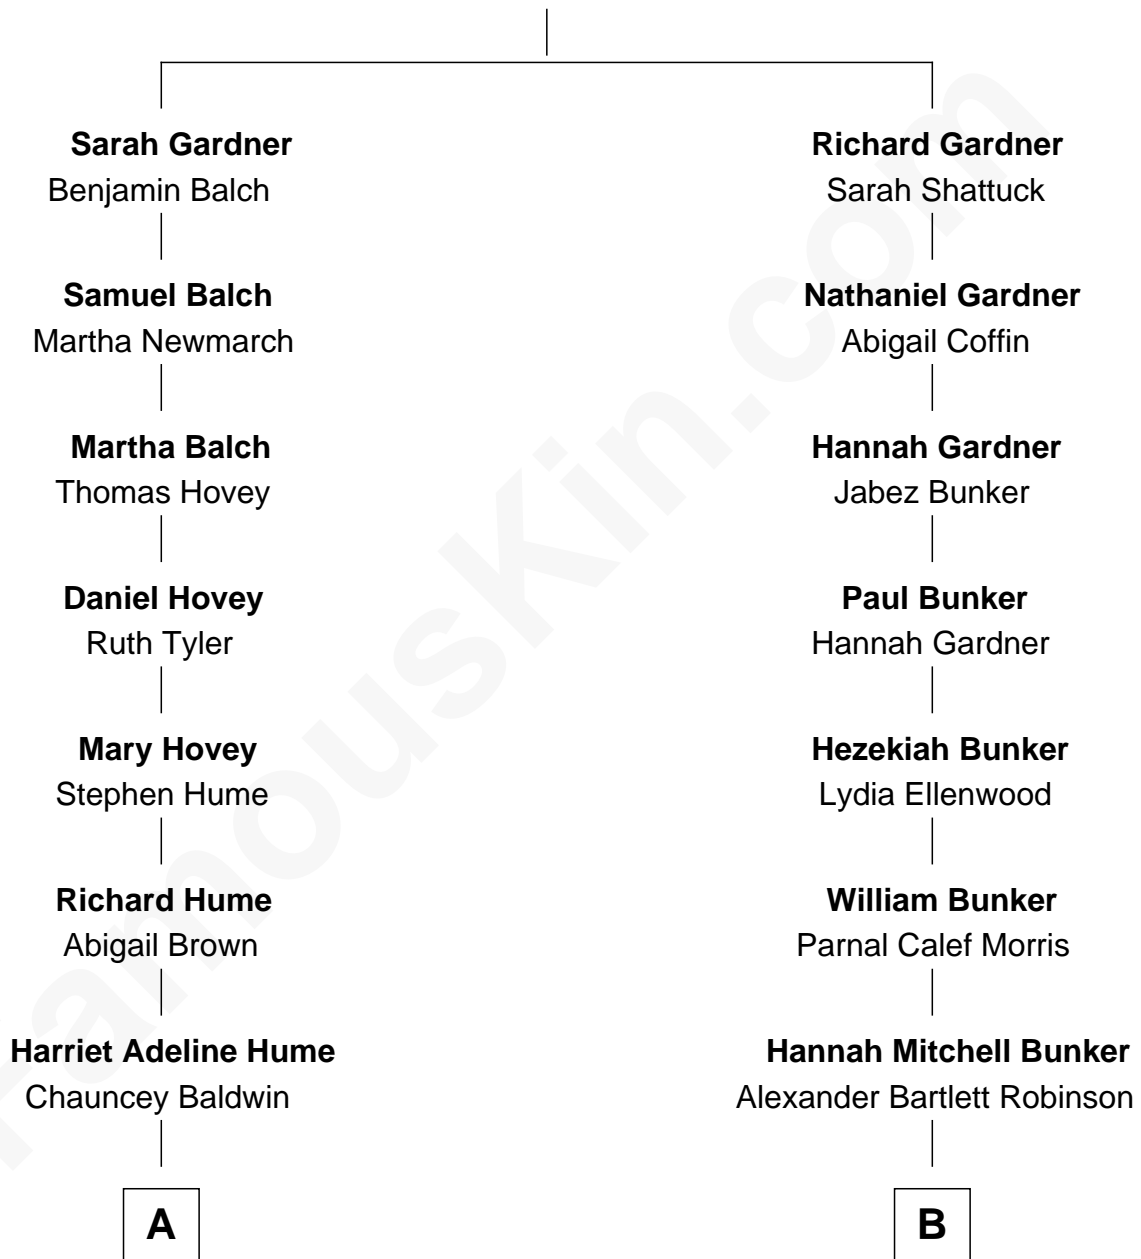 Sarah Gardner
Benjamin Balch
Samuel Balch
Martha Newmarch
Martha Balch
Thomas Hovey
Daniel Hovey
Ruth Tyler
Mary Hovey
Stephen Hume
Richard Hume
Abigail Brown
Harriet Adeline Hume
Chauncey Baldwin
A
Richard Gardner
Sarah Shattuck
Nathaniel Gardner
Abigail Coffin
Hannah Gardner
Jabez Bunker
Paul Bunker
Hannah Gardner
Hezekiah Bunker
Lydia Ellenwood
William Bunker
Parnal Calef Morris
Hannah Mitchell Bunker
Alexander Bartlett Robinson
B
FamousKin.com